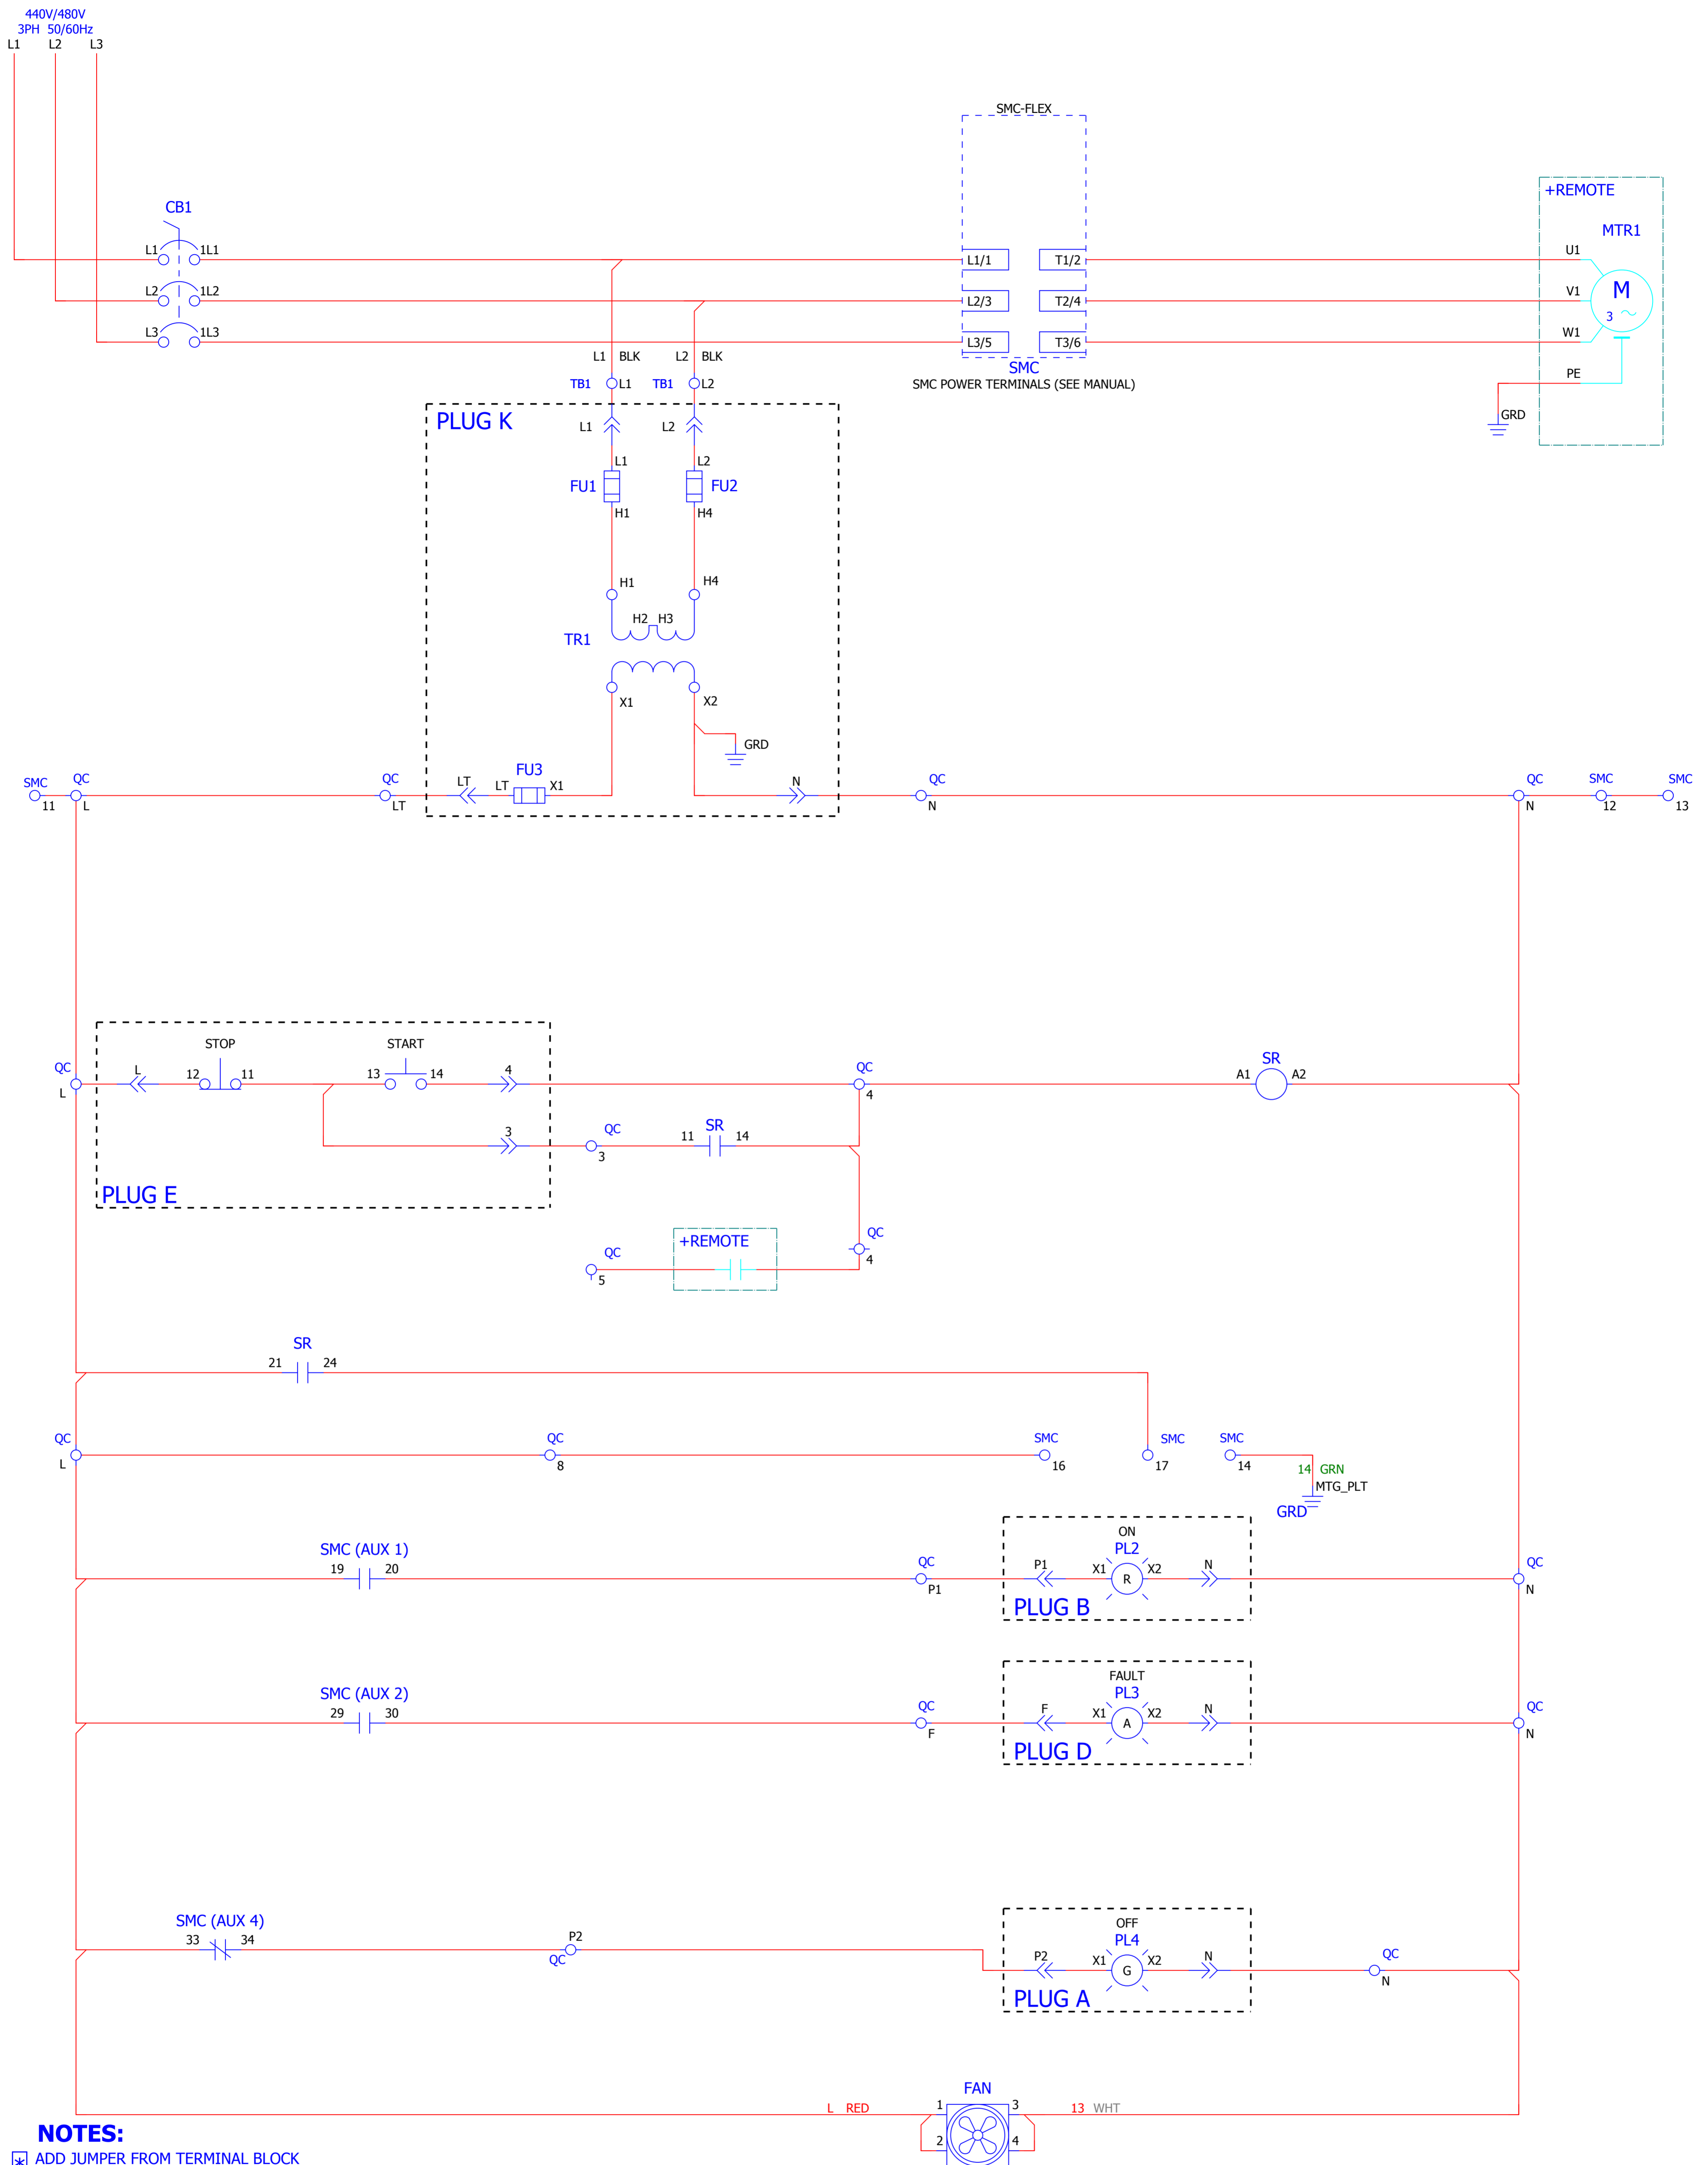 440V/480V
3PH 50/60Hz
L1 L2 L3
SMC-FLEX
+REMOTE
CB1
MTR1
L1 1L1 L1/1 T1/2 U1
L2 1L2 L2/3 T2/4 V1
M
3
L3 1L3 L3/5 T3/6 W1
L1 BLK L2 BLK
SMC
SMC POWER TERMINALS (SEE MANUAL)
PE
TB1 L1 TB1 L2
GRD
PLUG K
L1 L2
L1 L2
FU1 FU2
H1 H4
H1 H4
H2 H3
TR1
X1 X2
GRD
FU3
SMC QC QC LT LT X1 N QC QC SMC SMC
11 L LT N N 12 13
STOP START
QC L 12 11 13 14 4 QC SR
A1 A2
L 4
3 QC 11 SR 14
3
PLUG E
+REMOTE
QC QC
5 4
SR
21 24
QC QC SMC SMC SMC
L 8 16 17 14
14 GRN
MTG_PLT
GRD
ON
SMC (AUX 1) PL2
19 20 QC P1 X1 R X2 N QC
P1 N
PLUG B
FAULT
SMC (AUX 2) PL3
29 30 QC F X1 A X2 N QC
F N
PLUG D
SMC (AUX 4) OFF
33 34 P2 PL4
QC P2 X1 G X2 N QC
N
PLUG A
FAN
L RED 1 3 13 WHT
2 4
NOTES:
* ADD JUMPER FROM TERMINAL BLOCK